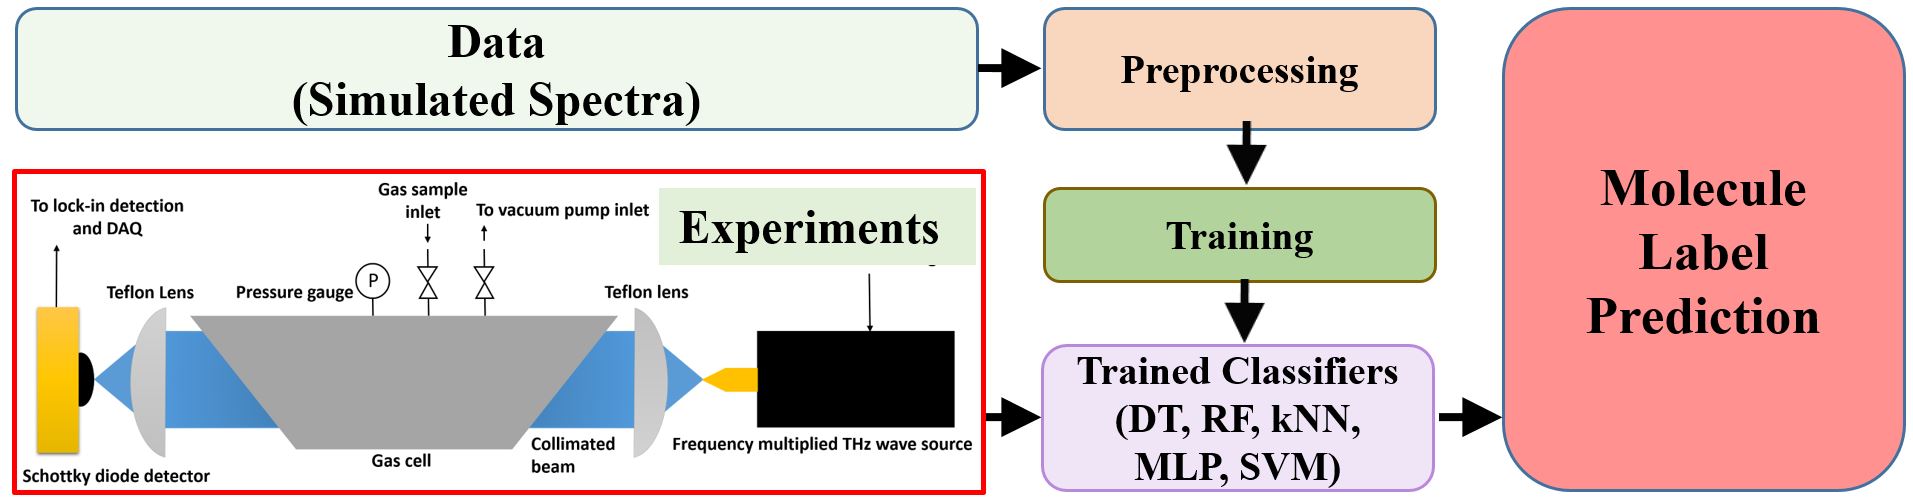 Data
(Simulated Spectra)
Preprocessing
Training
Trained Classifiers
(DT, RF, kNN,
MLP, SVM)
Molecule
Label
Prediction
Experiments
To lock-in detection
and DAQ
Teflon Lens
Pressure gauge
P
Gas sample
inlet
To vacuum pump inlet
Teflon lens
Schottky diode detector
Gas cell
Collimated
beam
Frequency multiplied THz wave source